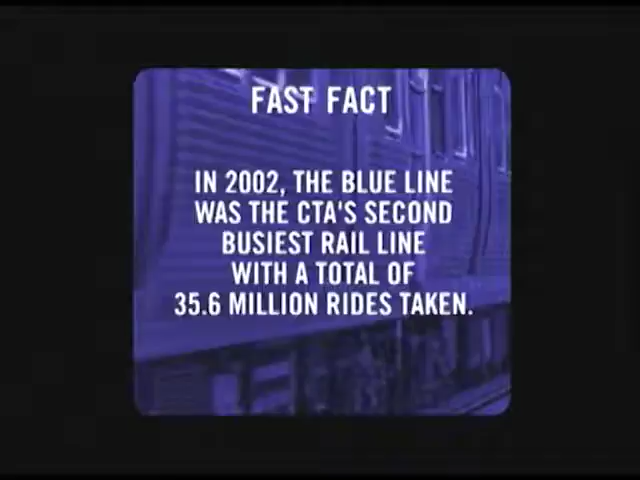 FAST FACT
IN 2002, THE BLUE LINE
WAS THE CTA'S SECOND
BUSIEST RAIL LINE
WITH A TOTAL OF
35.6 MILLION RIDES TAKEN.